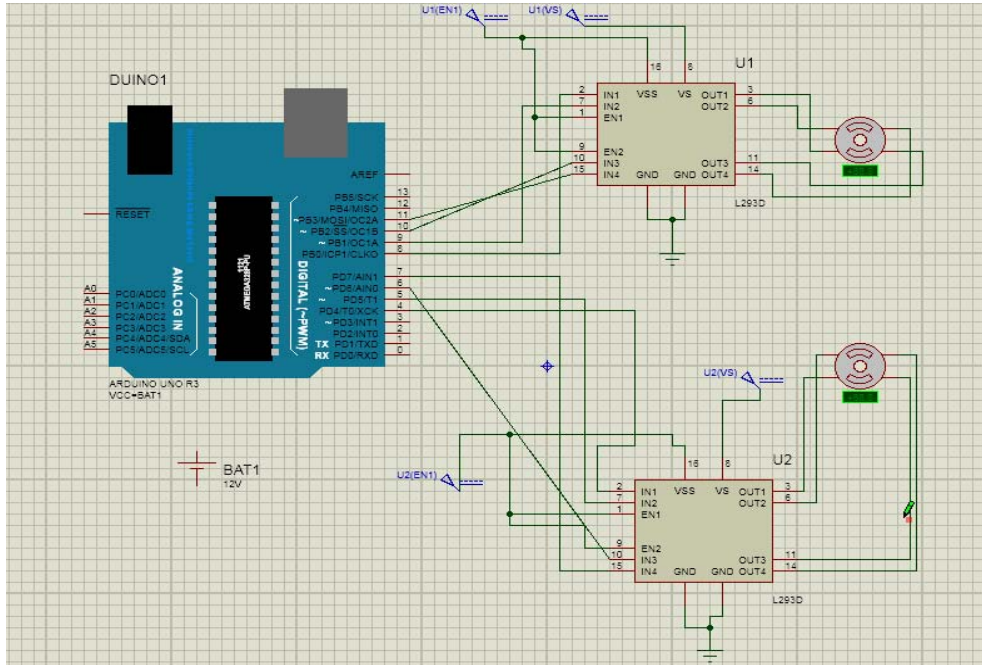 U1(EN1)
U1(VS)
DUINO1
U1
16
8
VSS
VS
2
IN1
OUT1
3
7
IN2
OUT2
6
1
EN1
9
EN2
10
IN3
OUT3
11
15
IN4
GND
GND
OUT4
14
L293D
AREF
RESET
PB5/SCK
13
PB4/MISO
12
~PB3/MOSI/OC2A
11
~ PB2/SS/OC1B
10
~ PB1/OC1A
9
PB0/ICP1/CLKO
8
PD7/AIN1
7
~ PD6/AIN0
6
~ PD5/T1
5
PD4/T0/XCK
4
~ PD3/INT1
3
PD2/INT0
2
TX PD1/TXD
1
RX PD0/RXD
0
DIGITAL (~PWM)
ANALOG IN
A0
PC0/ADC0
A1
PC1/ADC1
A2
PC2/ADC2
A3
PC3/ADC3
A4
PC4/ADC4/SDA
A5
PC5/ADC5/SCL
ARDUINO UNO R3
VCC=BAT1
BAT1
12V
U2(VS)
U2(EN1)
U2
16
8
VSS
VS
2
IN1
OUT1
3
7
IN2
OUT2
6
1
EN1
9
EN2
10
IN3
OUT3
11
15
IN4
GND
GND
OUT4
14
L293D